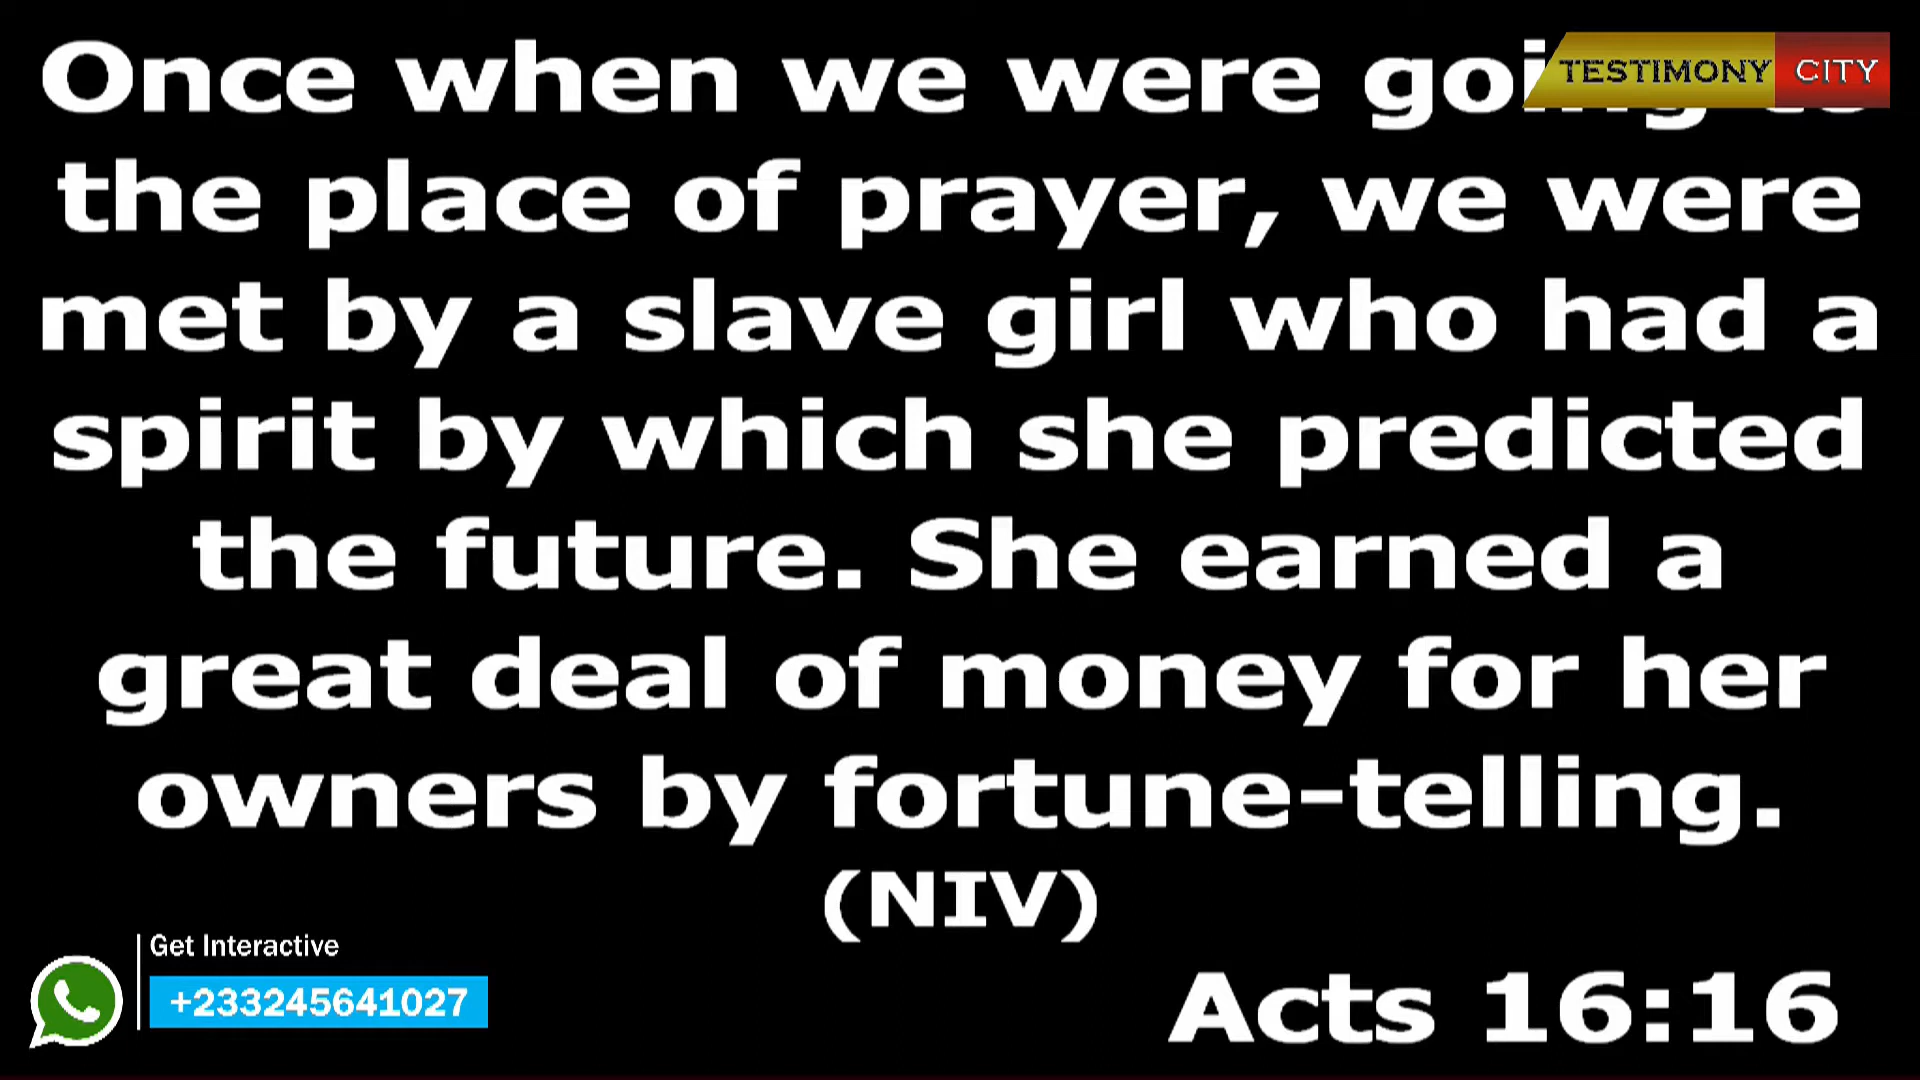 Once when we were going to
TESTIMONY CITY
the place of prayer, we were
met by a slave girl who had a
spirit by which she predicted
the future. She earned a
great deal of money for her
owners by fortune-telling.
(NIV)
Get Interactive
+233245641027
Acts 16:16